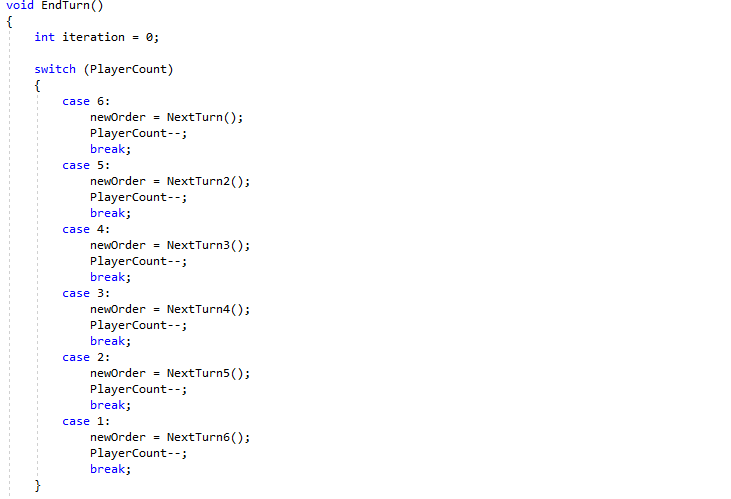 void EndTurn()
{
int iteration = 0;
switch (PlayerCount)
{
case 6:
newOrder = NextTurn();
PlayerCount--;
break;
case 5:
newOrder = NextTurn2();
PlayerCount--;
break;
case 4:
newOrder = NextTurn3();
PlayerCount--;
break;
case 3:
newOrder = NextTurn4();
PlayerCount--;
break;
case 2:
newOrder = NextTurn5();
PlayerCount--;
break;
case 1:
newOrder = NextTurn6();
PlayerCount--;
break;
}